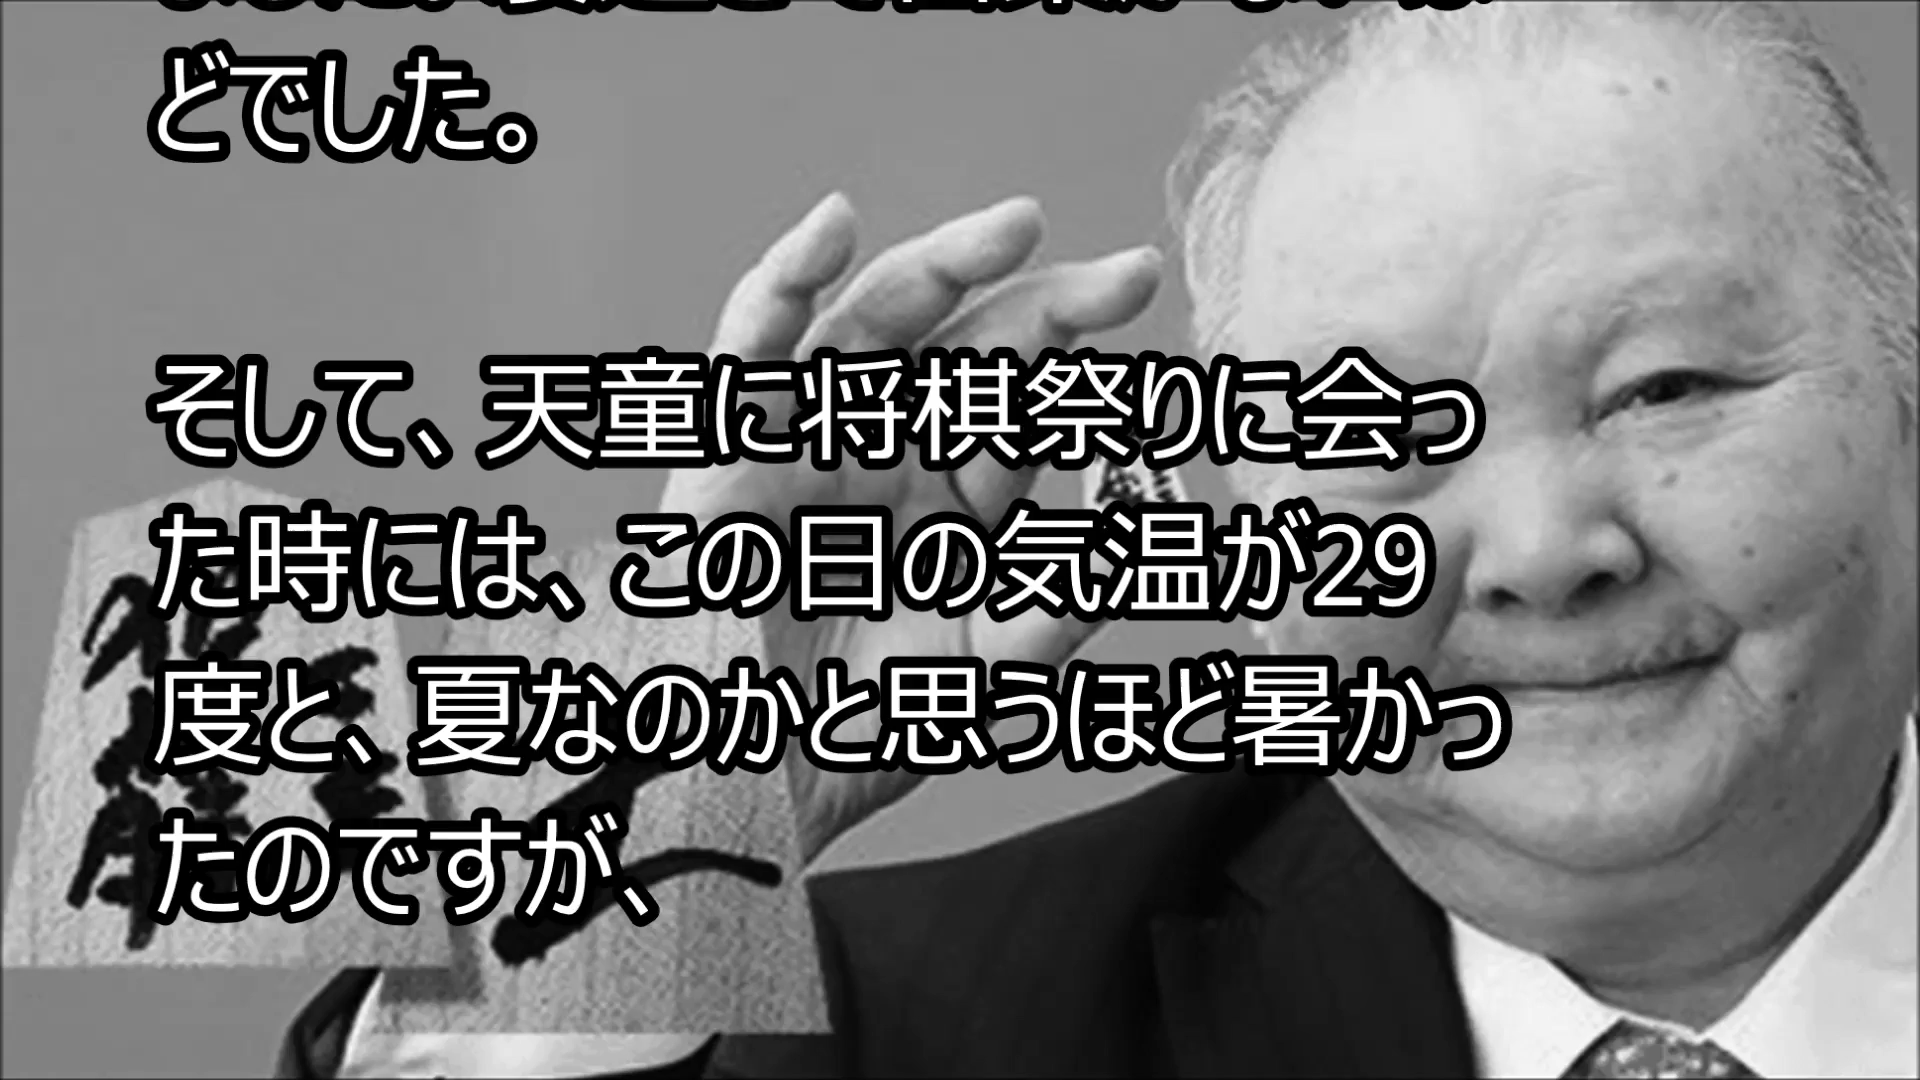 どでした。
そして、天童に将棋祭りに会っ
た時には、この日の気温が29
度と、夏なのかと思うほど暑かっ
たのですが、